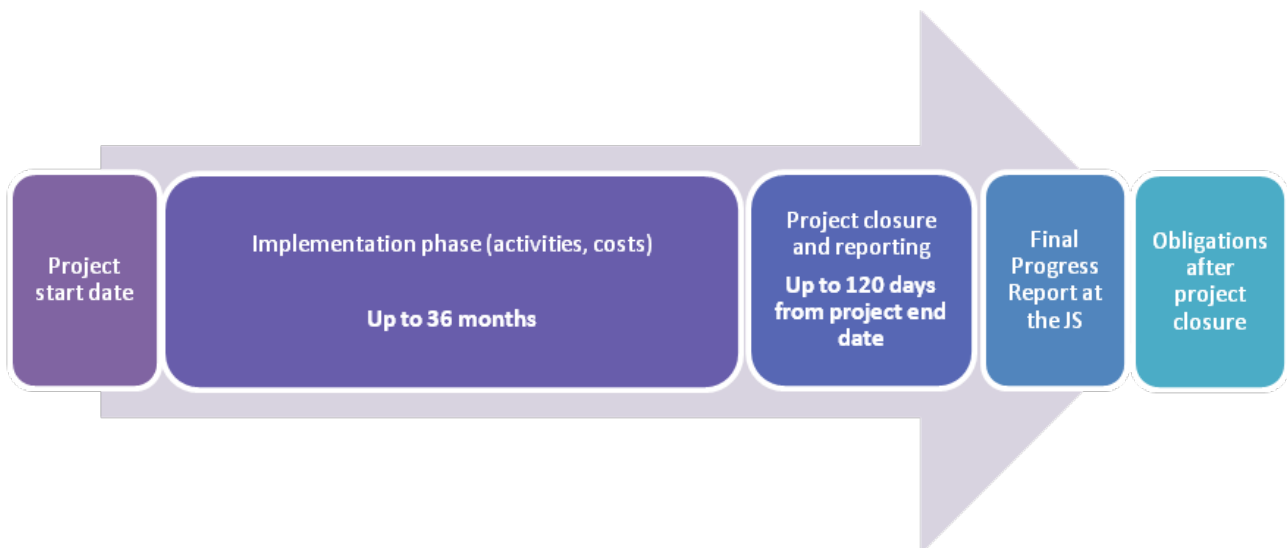 Project
start date
Implementation phase (activities, costs)
Up to 36 months
Project closure
and reporting
Up to 120 days
from project end
date
Final
Progress
Report at
the JS
Obligations
after
project
closure